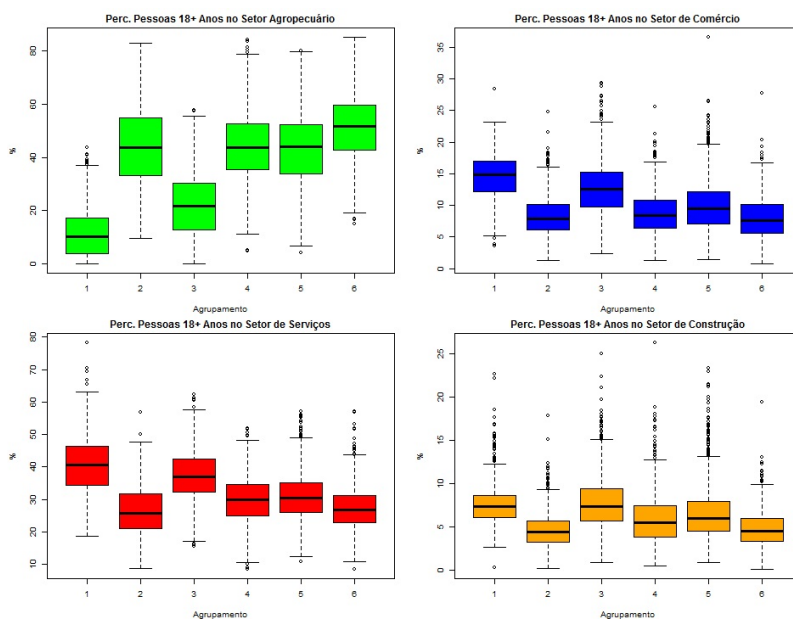 Perc. Pessoas 18+ Anos no Setor Agropecuário
%
0 20 40 60 80
1 2 3 4 5 6
Agrupamento
Perc. Pessoas 18+ Anos no Setor de Comércio
%
0 5 10 15 20 25 30 35
1 2 3 4 5 6
Agrupamento
Perc. Pessoas 18+ Anos no Setor de Serviços
%
10 20 30 40 50 60 70 80
1 2 3 4 5 6
Agrupamento
Perc. Pessoas 18+ Anos no Setor de Construção
%
0 5 10 15 20 25
1 2 3 4 5 6
Agrupamento